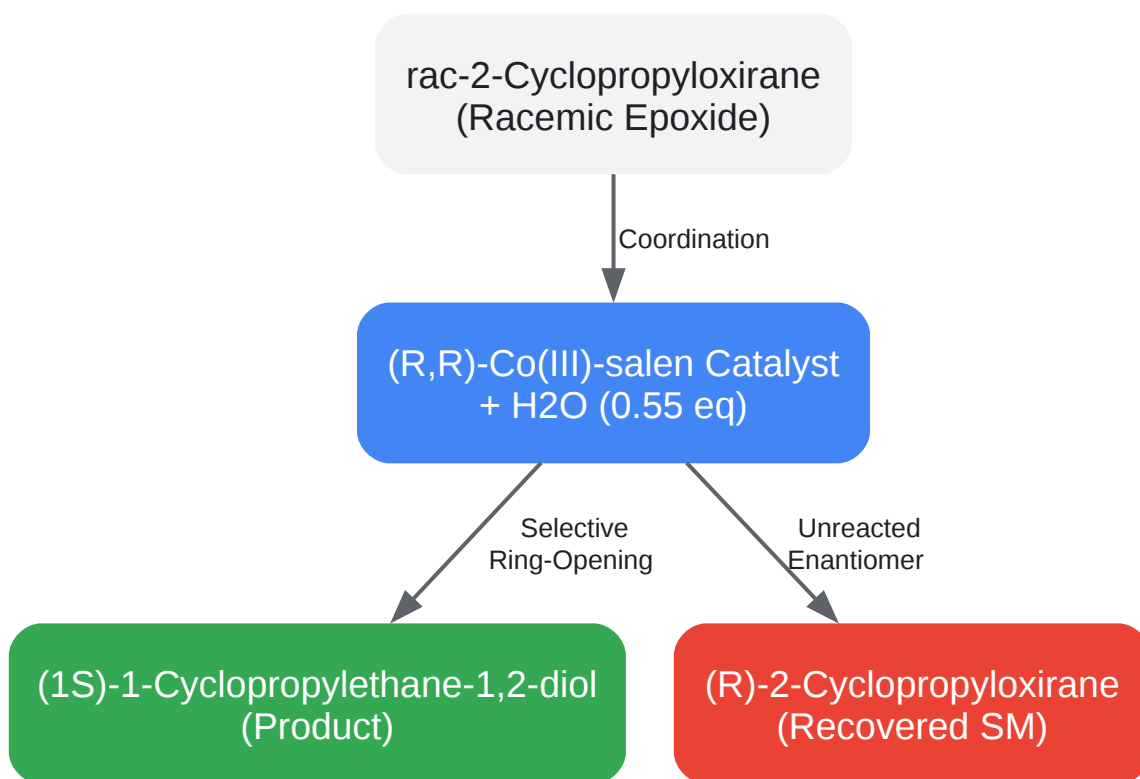 rac-2-Cyclopropyloxirane
(Racemic Epoxide)
Coordination
(R,R)-Co(III)-salen Catalyst
+ H2O (0.55 eq)
Selective
Ring-Opening
Unreacted
Enantiomer
(1S)-1-Cyclopropylethane-1,2-diol
(Product)
(R)-2-Cyclopropyloxirane
(Recovered SM)